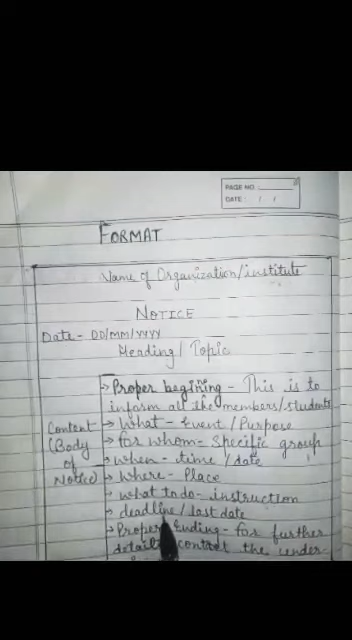 PAGE NO.:
DATE: / /
FORMAT
Name of Organization/institute
NOTICE
Date - DD/MM/YYYY
Heading/Topic
→ Proper begining - This is to
inform all the members/students
Content → What - Event/Purpose
(Body → for whom - Specific group
of → when - time/date
Notice) → Where - Place
→ what to do - instruction
→ deadline/last date
→ Proper Ending - for further
details contact the under-